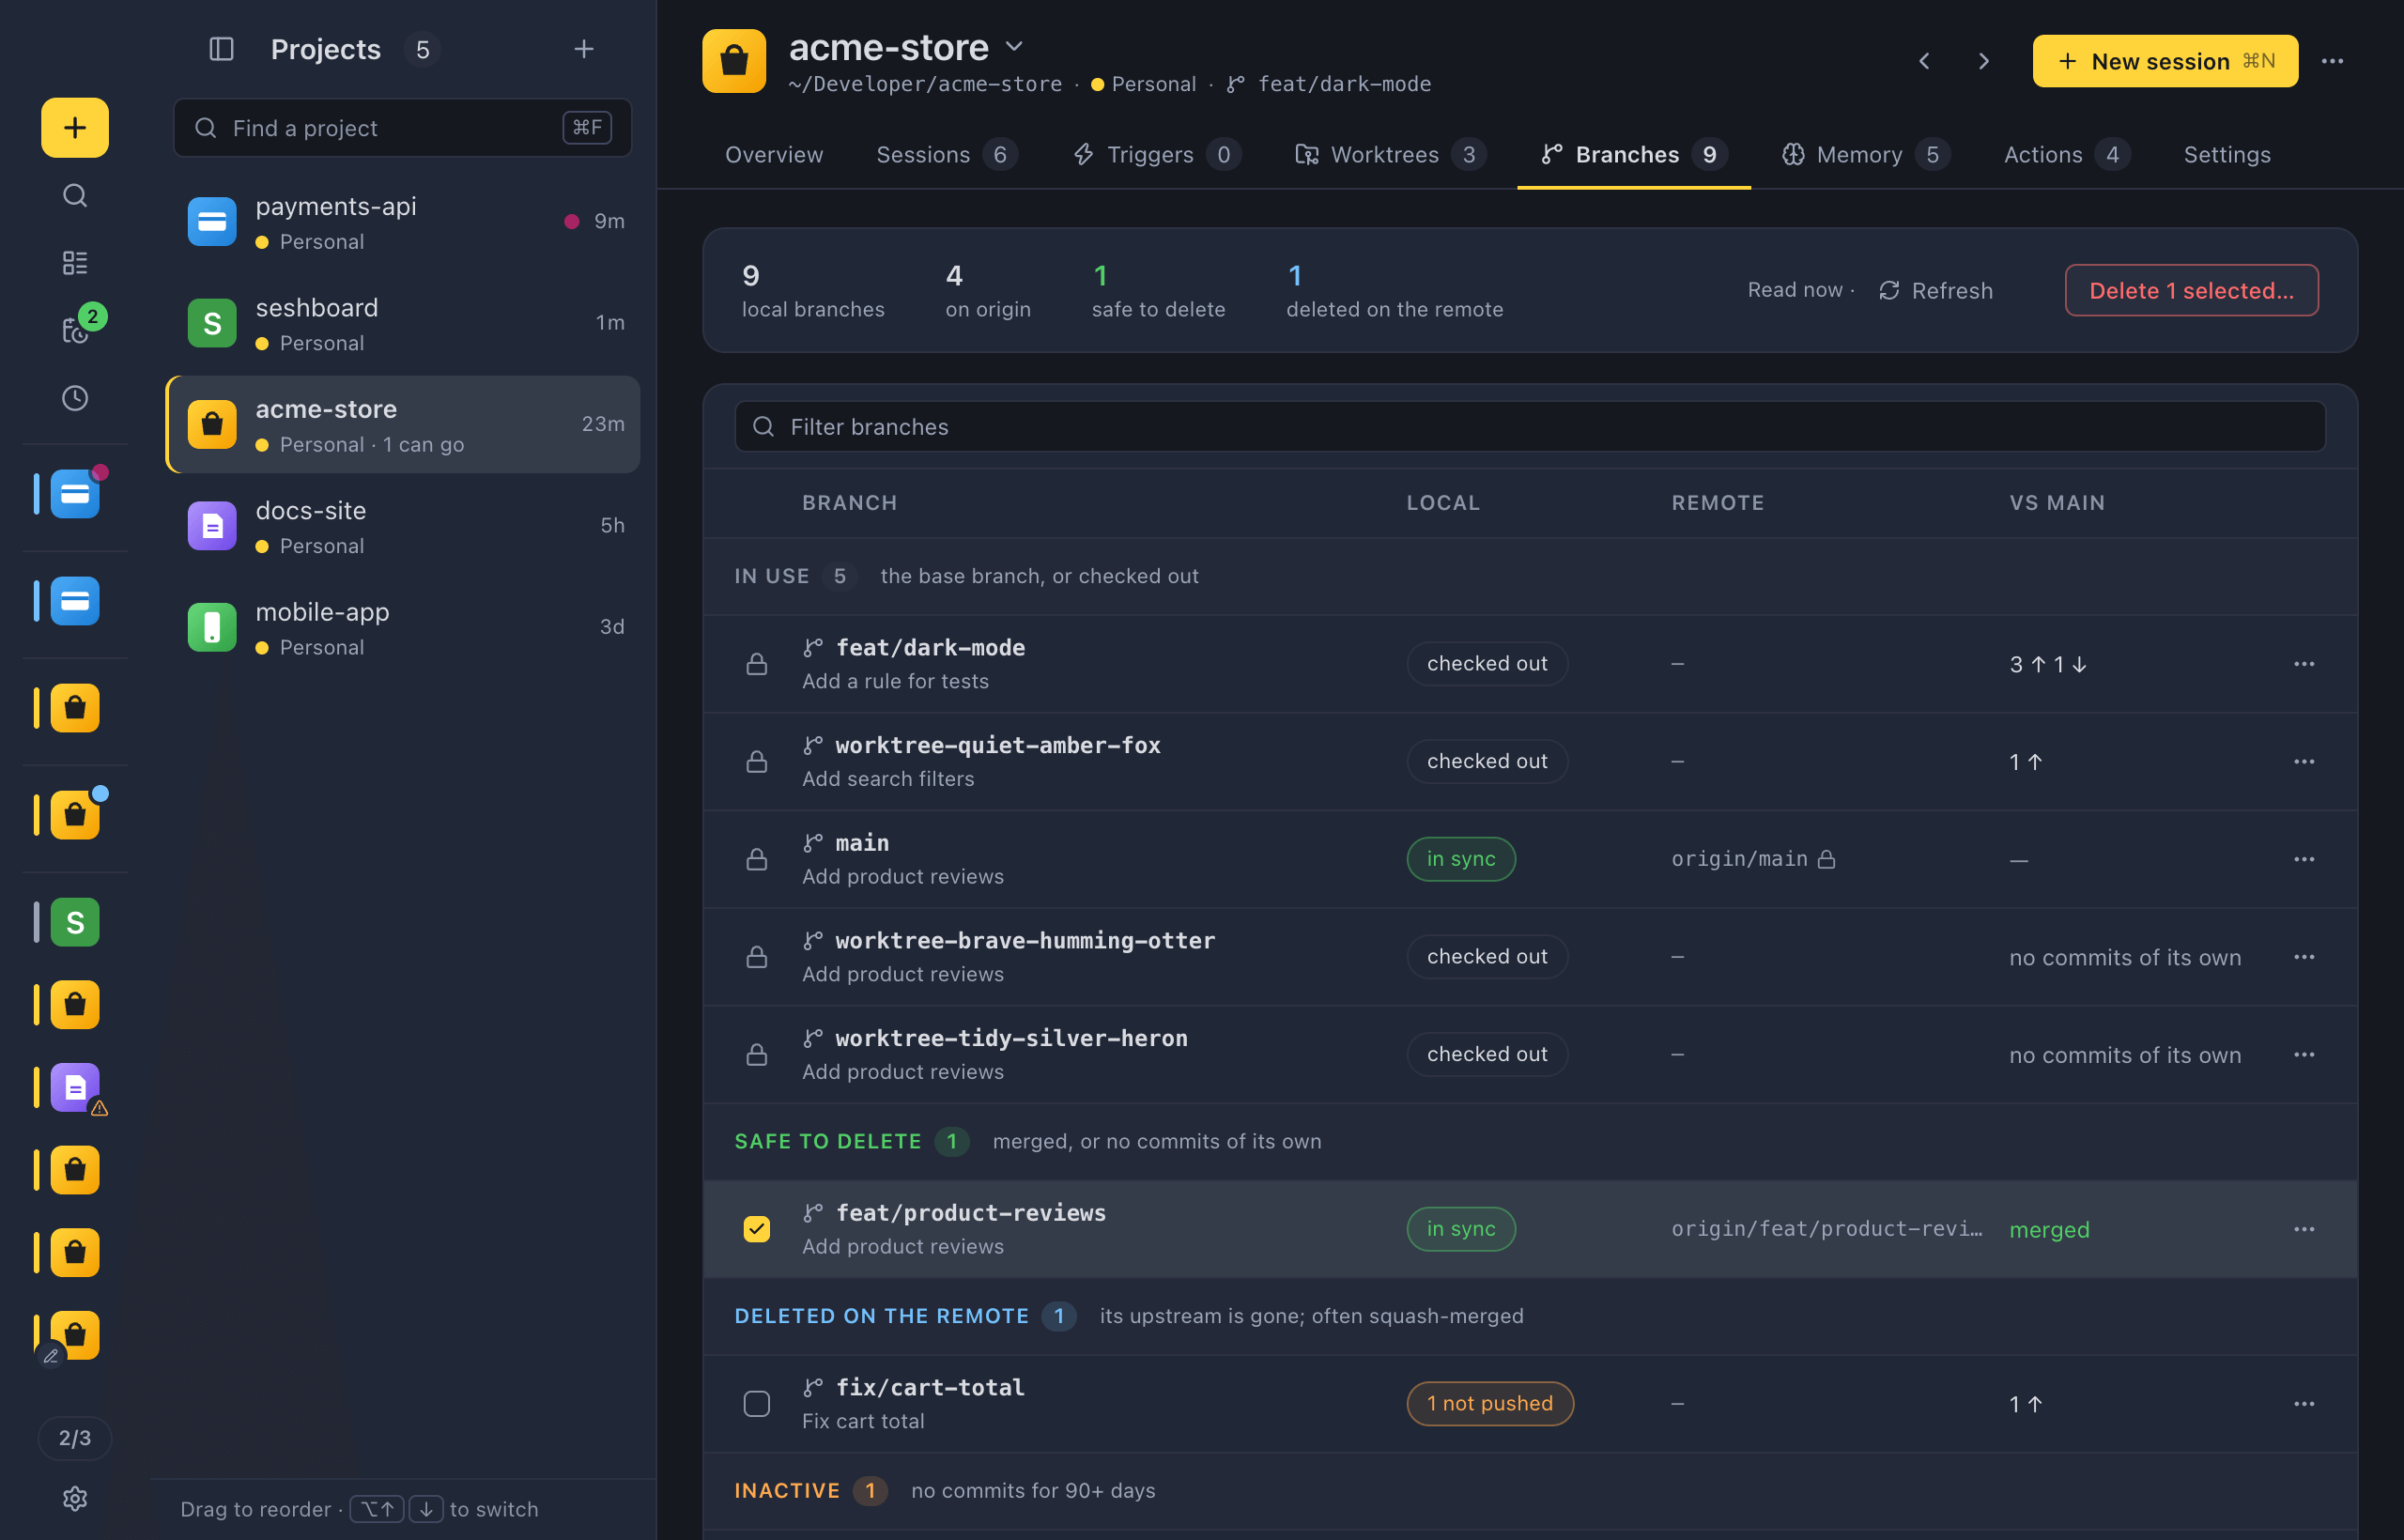 Projects 5
Find a project ⌘F
payments-api
Personal
9m
seshboard
Personal
1m
acme-store
Personal · 1 can go
23m
docs-site
Personal
5h
mobile-app
Personal
3d
2
S
S
2/3
Drag to reorder · ⌥↑ ↓ to switch
acme-store
~/Developer/acme-store · Personal · feat/dark-mode
New session ⌘N
Overview Sessions 6 Triggers 0 Worktrees 3 Branches 9 Memory 5 Actions 4 Settings
9 local branches
4 on origin
1 safe to delete
1 deleted on the remote
Read now · Refresh
Delete 1 selected...
Filter branches
BRANCH LOCAL REMOTE VS MAIN
IN USE 5 the base branch, or checked out
feat/dark-mode
Add a rule for tests
checked out – 3 ↑ 1 ↓
worktree-quiet-amber-fox
Add search filters
checked out – 1 ↑
main
Add product reviews
in sync origin/main —
worktree-brave-humming-otter
Add product reviews
checked out – no commits of its own
worktree-tidy-silver-heron
Add product reviews
checked out – no commits of its own
SAFE TO DELETE 1 merged, or no commits of its own
feat/product-reviews
Add product reviews
in sync origin/feat/product-revi… merged
DELETED ON THE REMOTE 1 its upstream is gone; often squash-merged
fix/cart-total
Fix cart total
1 not pushed – 1 ↑
INACTIVE 1 no commits for 90+ days